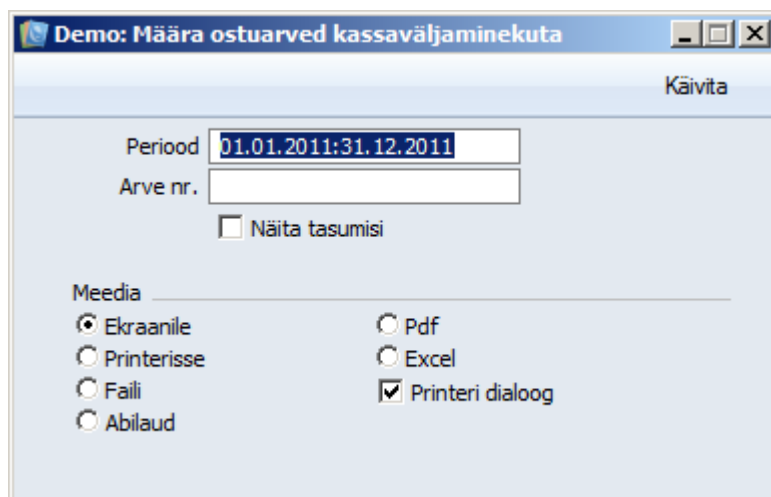 Demo: Määra ostuarved kassaväljaminekuta
Käivita
Periood 01.01.2011:31.12.2011
Arve nr.
Näita tasumisi
Meedia
Ekraanile
Pdf
Printerisse
Excel
Faili
Printeri dialoog
Abilaud